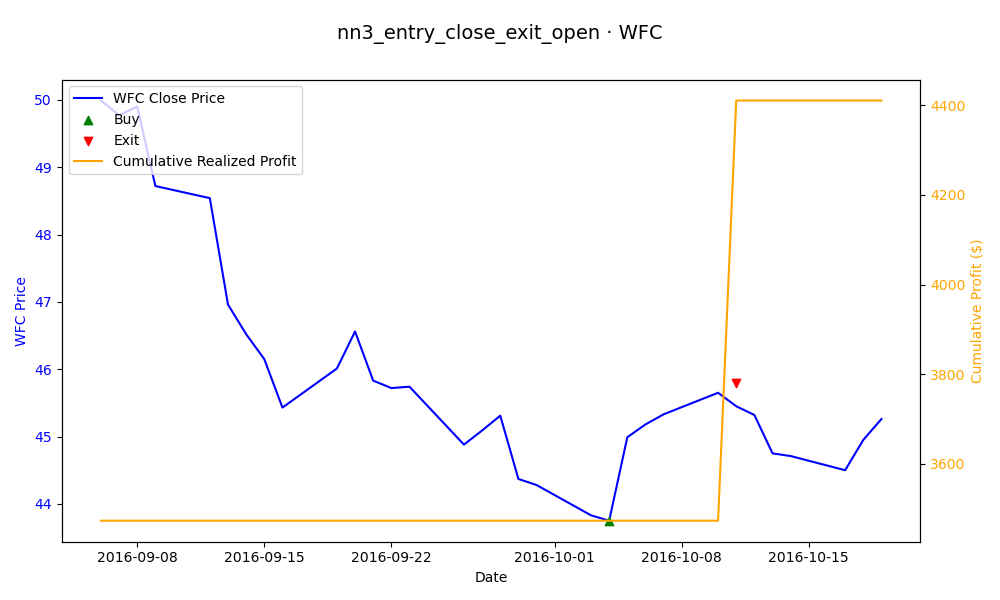 nn3_entry_close_exit_open · WFC
WFC Close Price
Buy
Exit
Cumulative Realized Profit
50
49
48
47
46
45
44
WFC Price
4400
4200
4000
3800
3600
Cumulative Profit ($)
2016-09-08
2016-09-15
2016-09-22
2016-10-01
2016-10-08
2016-10-15
Date